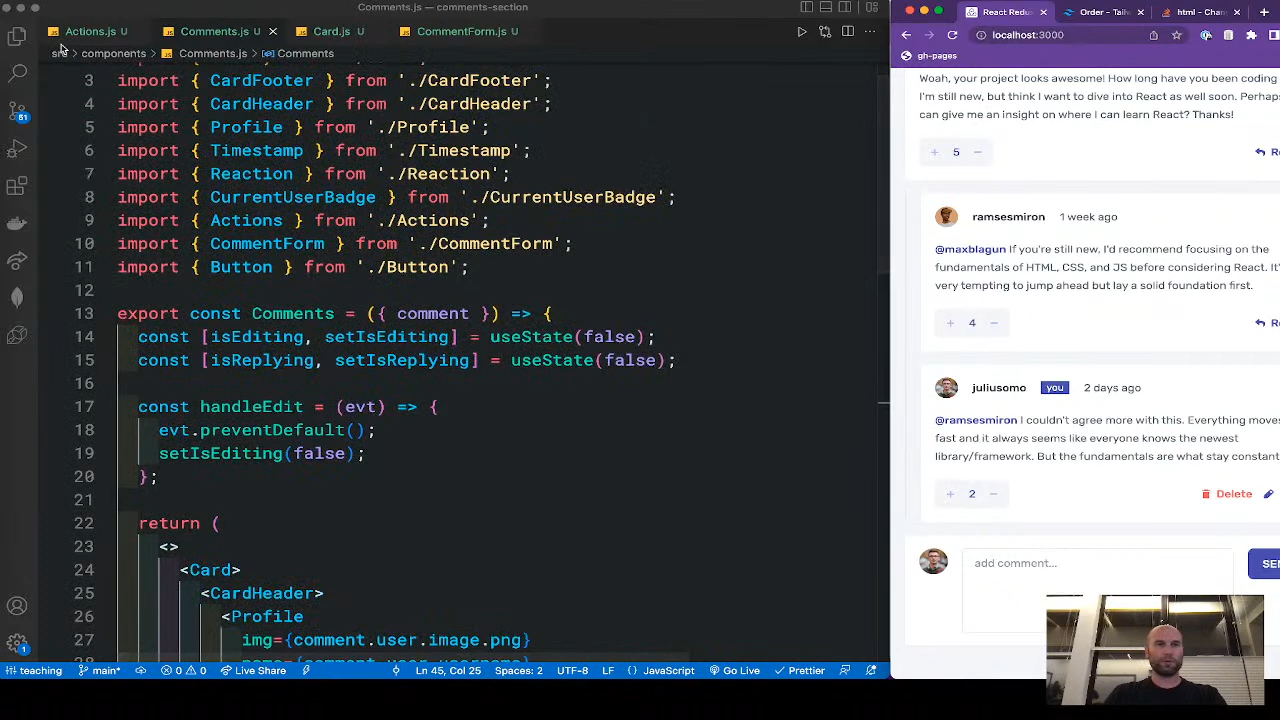 Comments.js — comments-section
Actions.js U
Comments.js U
Card.js U
CommentForm.js U
src > components > Comments.js > Comments
3 import { CardFooter } from './CardFooter';
4 import { CardHeader } from './CardHeader';
5 import { Profile } from './Profile';
6 import { Timestamp } from './Timestamp';
7 import { Reaction } from './Reaction';
8 import { CurrentUserBadge } from './CurrentUserBadge';
9 import { Actions } from './Actions';
10 import { CommentForm } from './CommentForm';
11 import { Button } from './Button';
12
13 export const Comments = ({ comment }) => {
14 const [isEditing, setIsEditing] = useState(false);
15 const [isReplying, setIsReplying] = useState(false);
16
17 const handleEdit = (evt) => {
18 evt.preventDefault();
19 setIsEditing(false);
20 };
21
22 return (
23 <>
24 <Card>
25 <CardHeader>
26 <Profile
27 img={comment.user.image.png}
51
1
teaching
main*
0 0
Live Share
Ln 45, Col 25
Spaces: 2
UTF-8
LF
JavaScript
Go Live
Prettier
React Redu
Order - Tailw
html - Chan
localhost:3000
gh-pages
Woah, your project looks awesome! How long have you been coding
I'm still new, but think I want to dive into React as well soon. Perhaps
can give me an insight on where I can learn React? Thanks!
+ 5 −
Re
ramsesmiron 1 week ago
@maxblagun If you're still new, I'd recommend focusing on the
fundamentals of HTML, CSS, and JS before considering React. It'
very tempting to jump ahead but lay a solid foundation first.
+ 4 −
Re
juliusomo you 2 days ago
@ramsesmiron I couldn't agree more with this. Everything moves
fast and it always seems like everyone knows the newest
library/framework. But the fundamentals are what stay constant
+ 2 −
Delete
add comment...
SEN